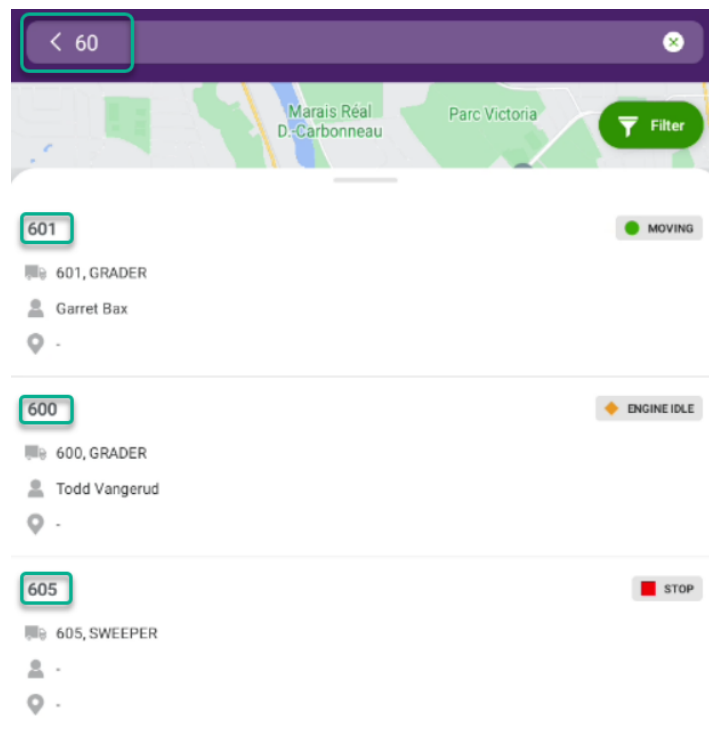 60
Marais Réal
D.-Carbonneau
Parc Victoria
Filter
601
MOVING
601, GRADER
Garret Bax
-
600
ENGINE IDLE
600, GRADER
Todd Vangerud
-
605
STOP
605, SWEEPER
-
-